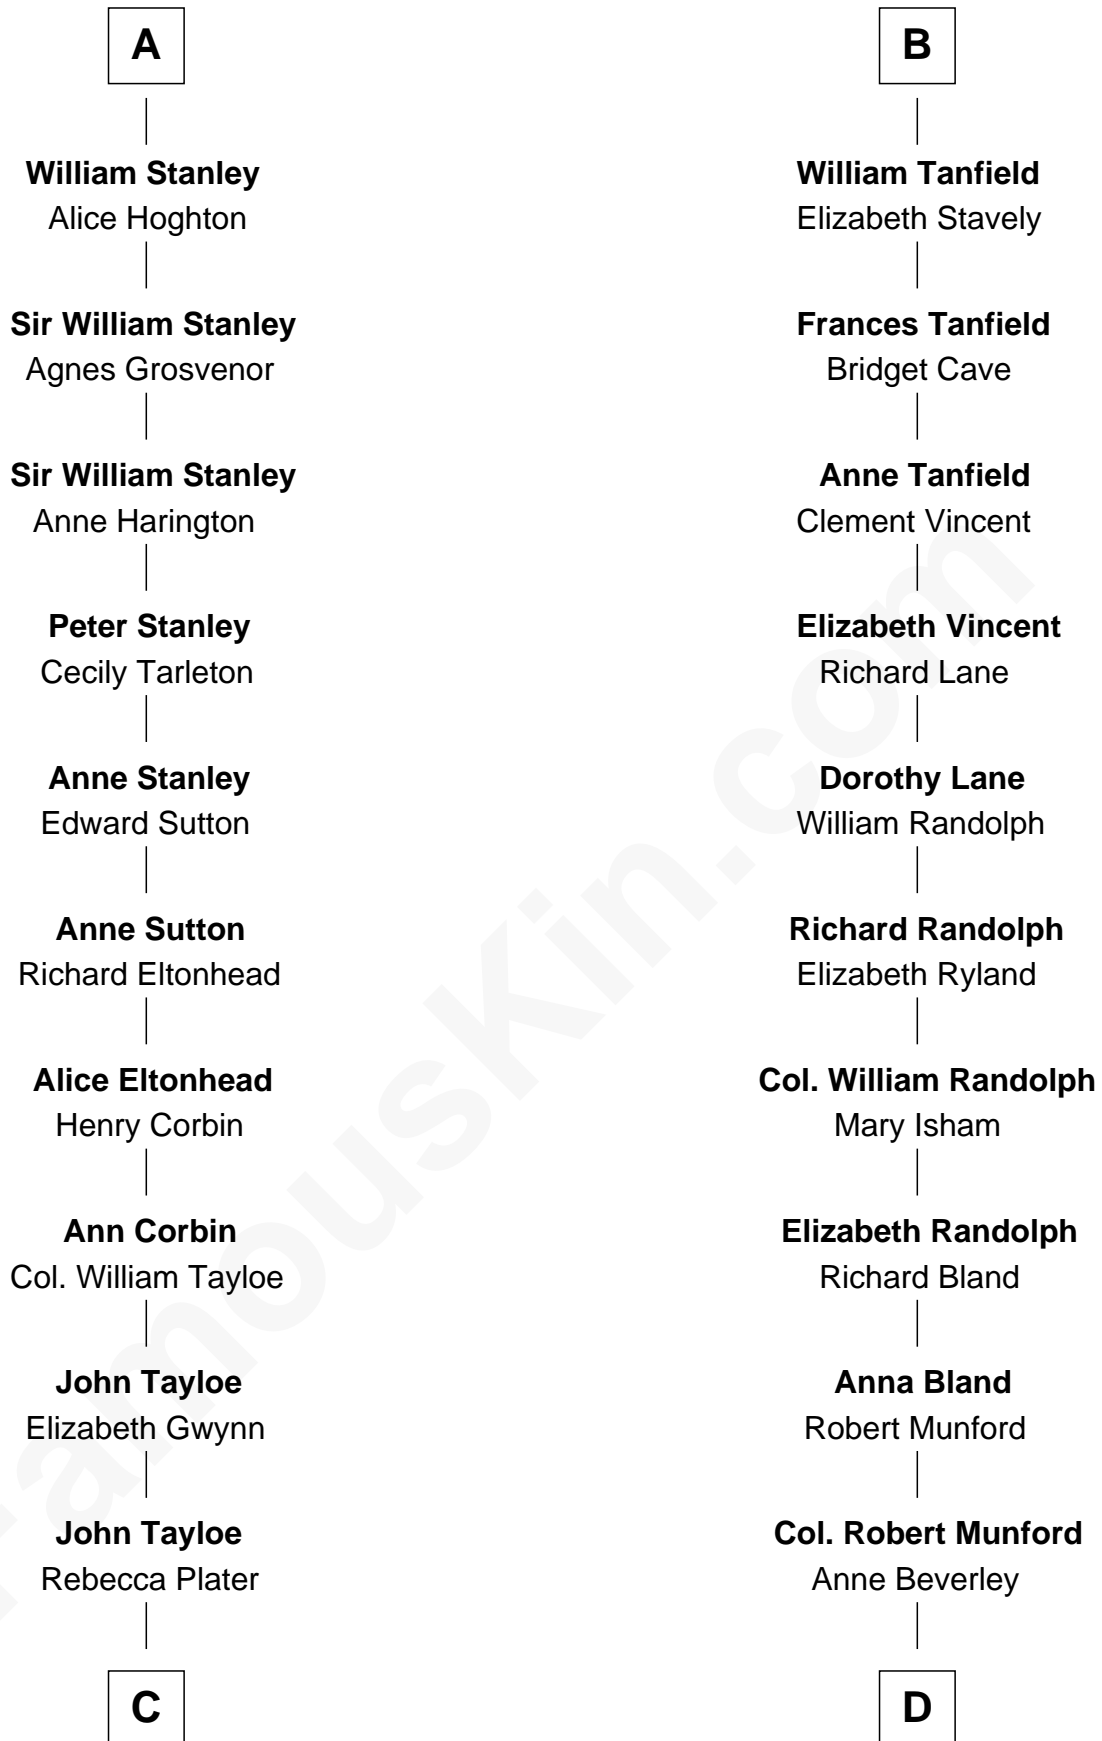 A
William Stanley
Alice Hoghton
Sir William Stanley
Agnes Grosvenor
Sir William Stanley
Anne Harington
Peter Stanley
Cecily Tarleton
Anne Stanley
Edward Sutton
Anne Sutton
Richard Eltonhead
Alice Eltonhead
Henry Corbin
Ann Corbin
Col. William Tayloe
John Tayloe
Elizabeth Gwynn
John Tayloe
Rebecca Plater
C
B
William Tanfield
Elizabeth Stavely
Frances Tanfield
Bridget Cave
Anne Tanfield
Clement Vincent
Elizabeth Vincent
Richard Lane
Dorothy Lane
William Randolph
Richard Randolph
Elizabeth Ryland
Col. William Randolph
Mary Isham
Elizabeth Randolph
Richard Bland
Anna Bland
Robert Munford
Col. Robert Munford
Anne Beverley
D
FamousKin.com